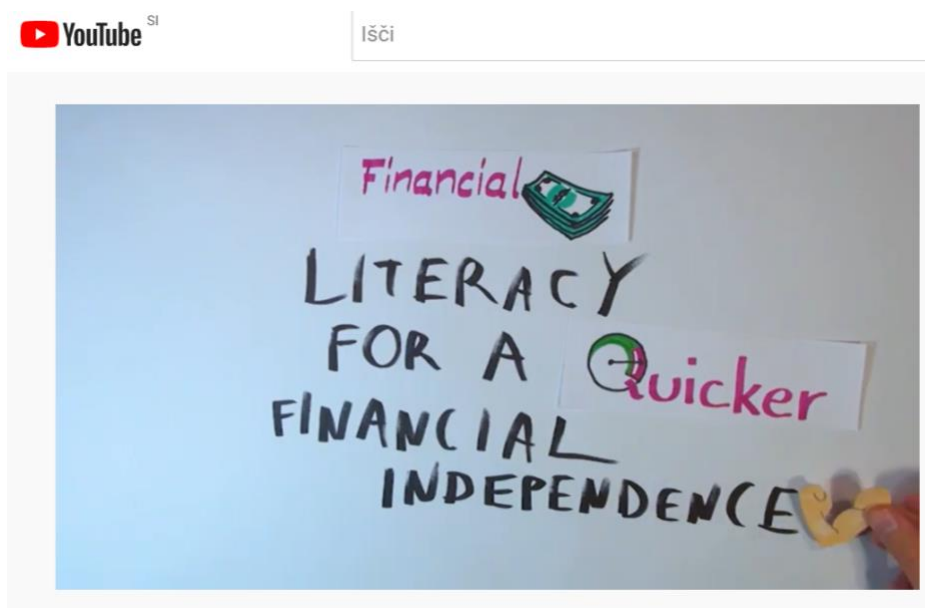 YouTube SI
Išči
Financial
LITERACY
FOR A Quicker
FINANCIAL
INDEPENDENCE